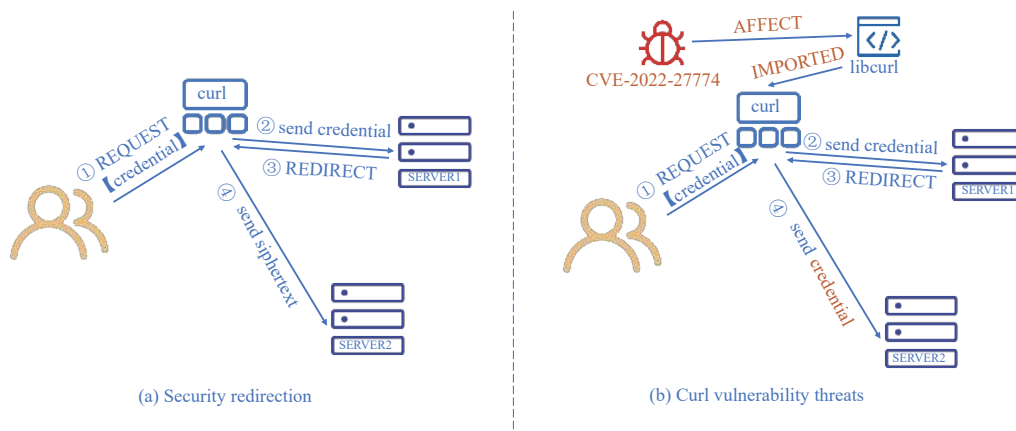 curl
① REQUEST
【credential】
② send credential
③ REDIRECT
SERVER1
④ send siphertext
SERVER2
(a) Security redirection
AFFECT
CVE-2022-27774
libcurl
IMPORTED
curl
① REQUEST
【credential】
② send credential
③ REDIRECT
SERVER1
④ send credential
SERVER2
(b) Curl vulnerability threats